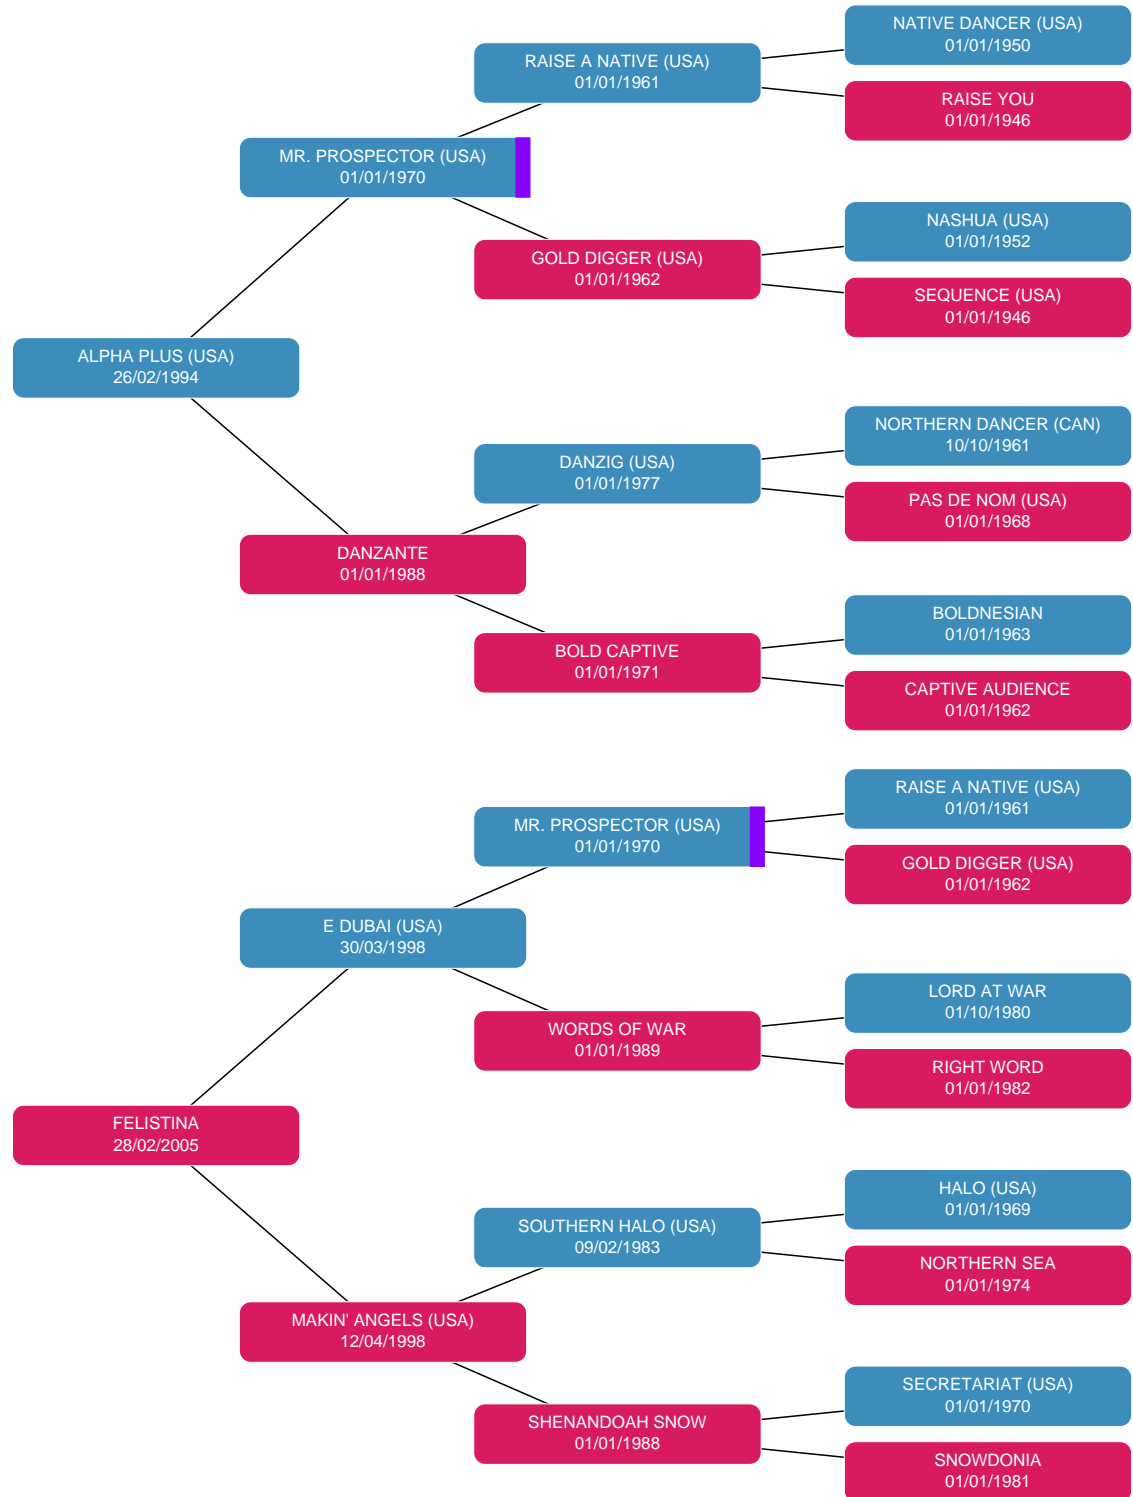 NATIVE DANCER (USA)
01/01/1950
RAISE A NATIVE (USA)
01/01/1961
RAISE YOU
01/01/1946
MR. PROSPECTOR (USA)
01/01/1970
NASHUA (USA)
01/01/1952
GOLD DIGGER (USA)
01/01/1962
SEQUENCE (USA)
01/01/1946
ALPHA PLUS (USA)
26/02/1994
NORTHERN DANCER (CAN)
10/10/1961
DANZIG (USA)
01/01/1977
PAS DE NOM (USA)
01/01/1968
DANZANTE
01/01/1988
BOLDNESIAN
01/01/1963
BOLD CAPTIVE
01/01/1971
CAPTIVE AUDIENCE
01/01/1962
RAISE A NATIVE (USA)
01/01/1961
MR. PROSPECTOR (USA)
01/01/1970
GOLD DIGGER (USA)
01/01/1962
E DUBAI (USA)
30/03/1998
LORD AT WAR
01/10/1980
WORDS OF WAR
01/01/1989
RIGHT WORD
01/01/1982
FELISTINA
28/02/2005
HALO (USA)
01/01/1969
SOUTHERN HALO (USA)
09/02/1983
NORTHERN SEA
01/01/1974
MAKIN' ANGELS (USA)
12/04/1998
SECRETARIAT (USA)
01/01/1970
SHENANDOAH SNOW
01/01/1988
SNOWDONIA
01/01/1981